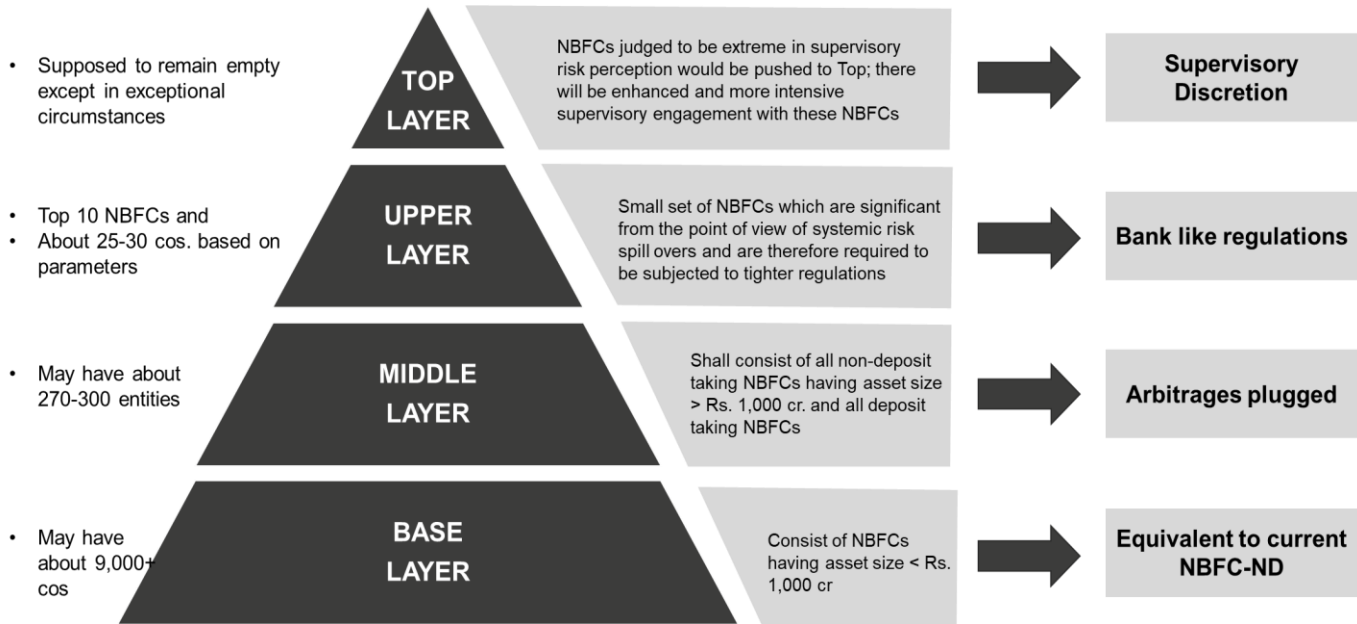 • Supposed to remain empty
except in exceptional
circumstances
TOP
LAYER
NBFCs judged to be extreme in supervisory
risk perception would be pushed to Top; there
will be enhanced and more intensive
supervisory engagement with these NBFCs
Supervisory
Discretion
• Top 10 NBFCs and
• About 25-30 cos. based on
parameters
UPPER
LAYER
Small set of NBFCs which are significant
from the point of view of systemic risk
spill overs and are therefore required to
be subjected to tighter regulations
Bank like regulations
• May have about
270-300 entities
MIDDLE
LAYER
Shall consist of all non-deposit
taking NBFCs having asset size
> Rs. 1,000 cr. and all deposit
taking NBFCs
Arbitrages plugged
• May have
about 9,000+
cos
BASE
LAYER
Consist of NBFCs
having asset size < Rs.
1,000 cr
Equivalent to current
NBFC-ND